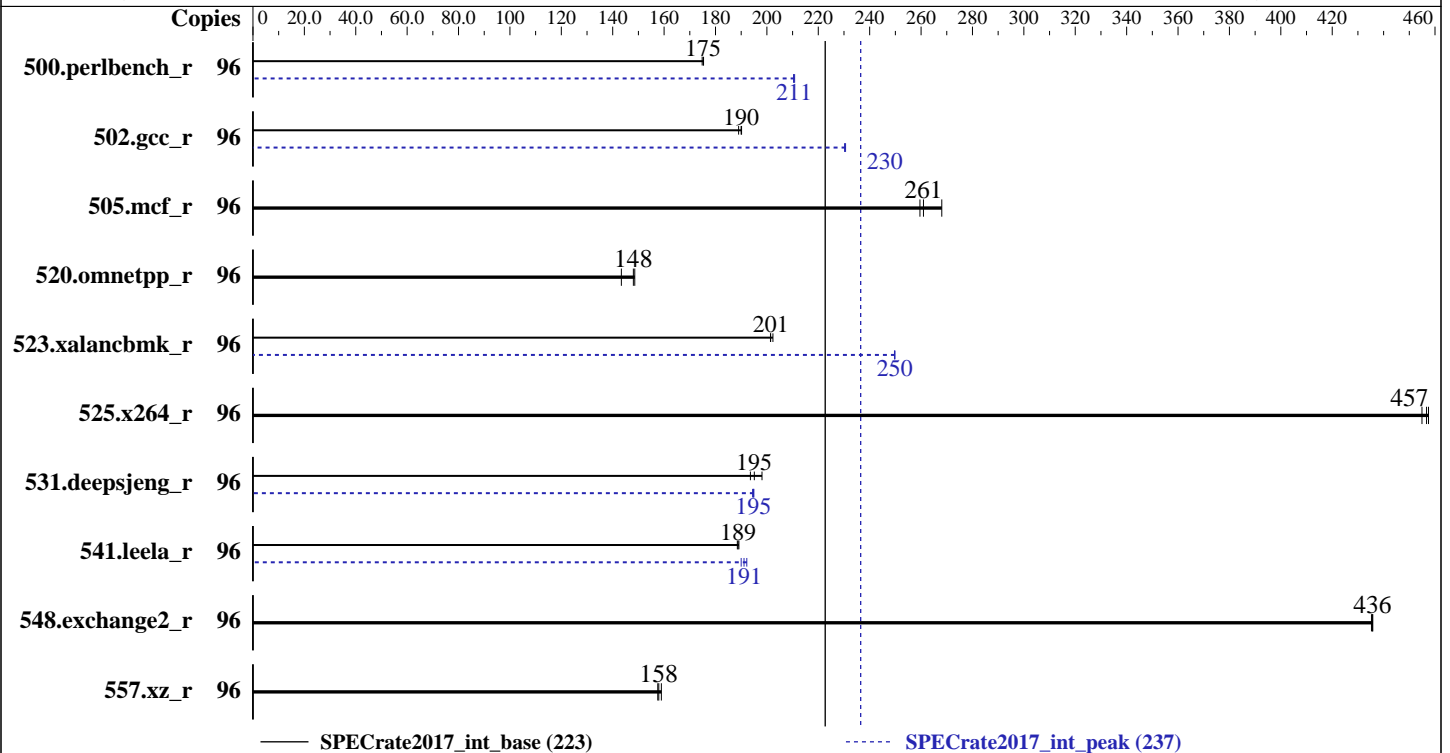 Copies 0 20.0 40.0 60.0 80.0 100 120 140 160 180 200 220 240 260 280 300 320 340 360 380 400 420 460
175
500.perlbench_r 96
211
190
502.gcc_r 96
230
261
505.mcf_r 96
148
520.omnetpp_r 96
201
523.xalancbmk_r 96
250
457
525.x264_r 96
195
531.deepsjeng_r 96
195
189
541.leela_r 96
191
436
548.exchange2_r 96
158
557.xz_r 96
SPECrate2017_int_base (223) SPECrate2017_int_peak (237)